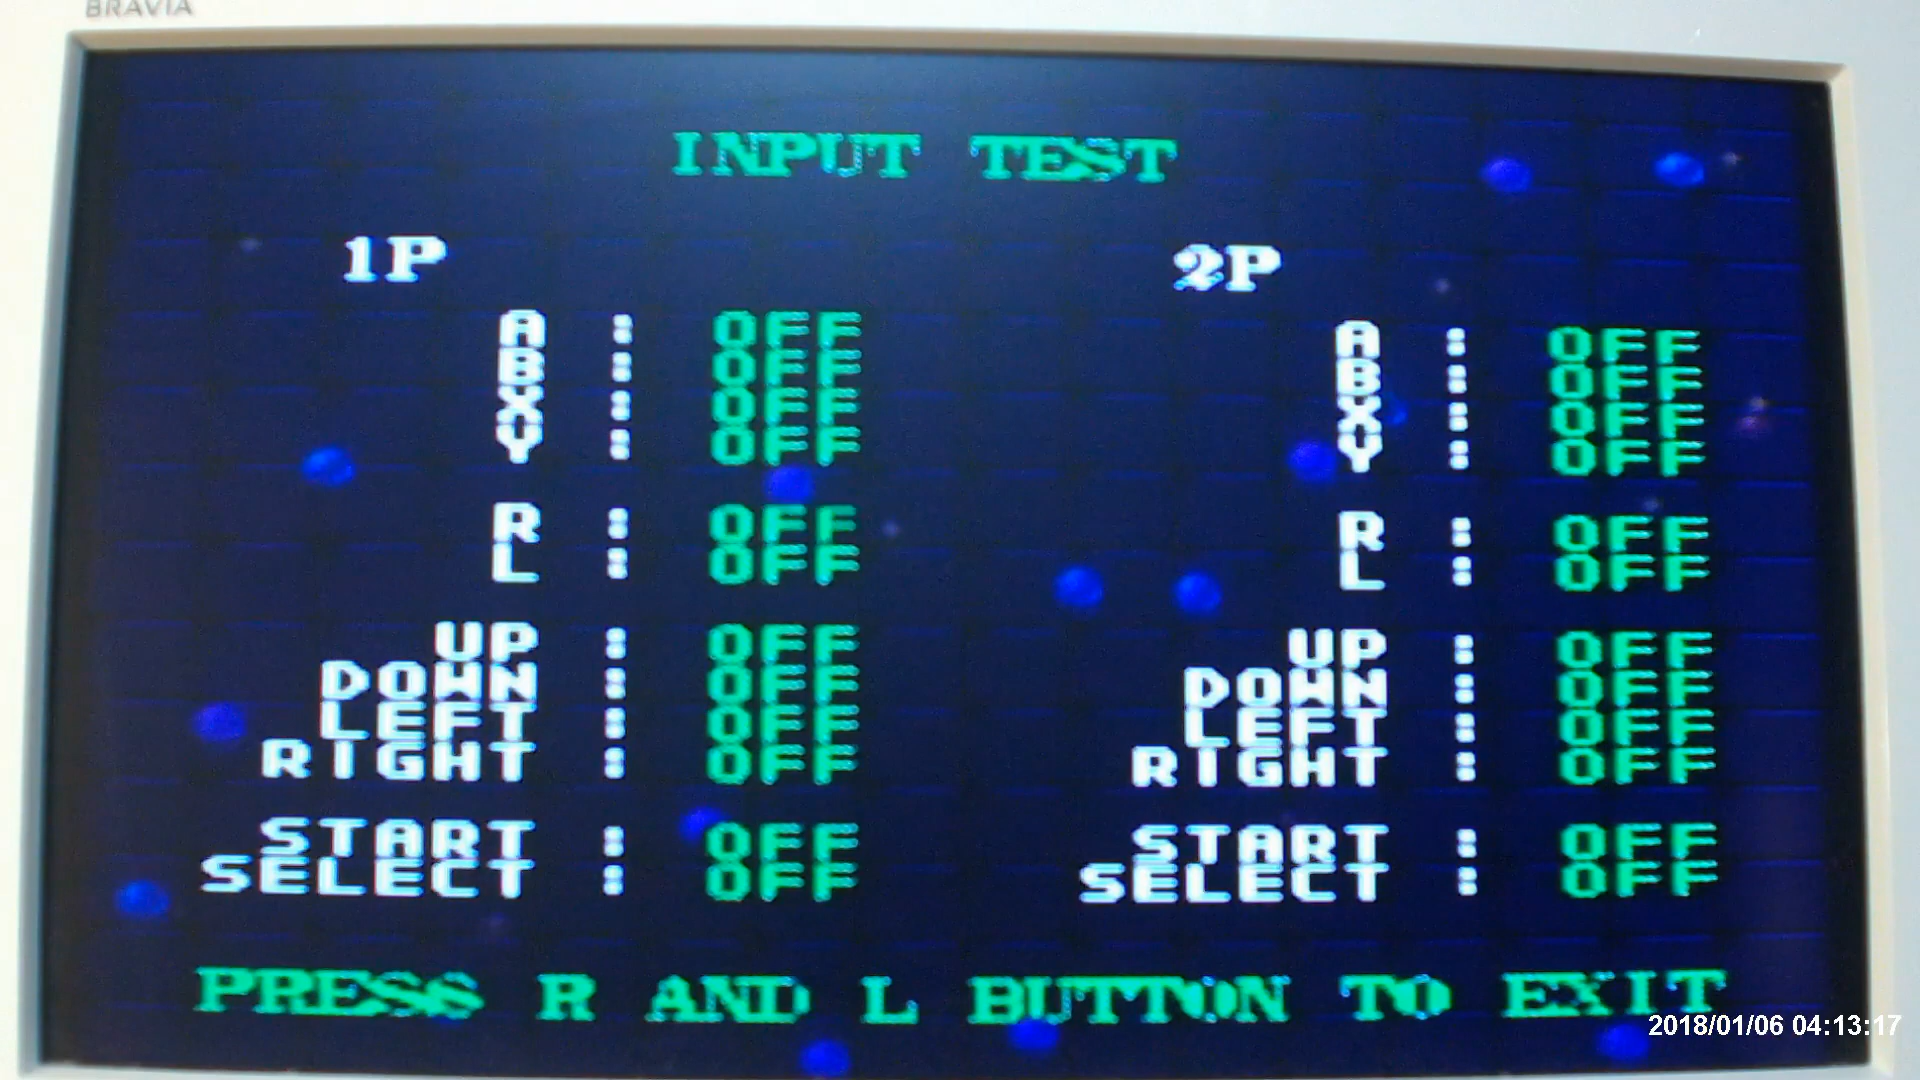 BRAVIA
INPUT TEST
1P 2P
A : OFF A : OFF
B : OFF B : OFF
X : OFF X : OFF
Y : OFF Y : OFF
R : OFF R : OFF
L : OFF L : OFF
UP : OFF UP : OFF
DOWN : OFF DOWN : OFF
LEFT : OFF LEFT : OFF
RIGHT : OFF RIGHT : OFF
START : OFF START : OFF
SELECT : OFF SELECT : OFF
PRESS R AND L BUTTON TO EXIT
2018/01/06 04:13:17